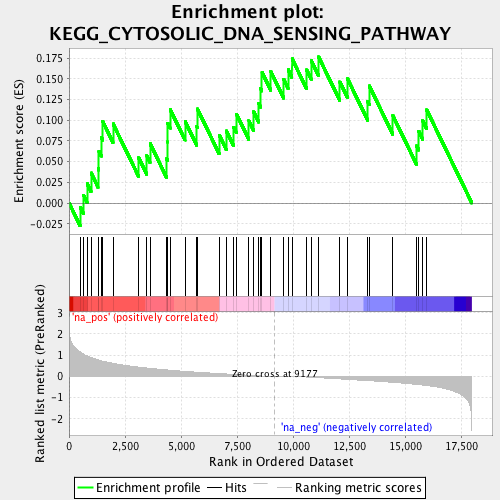 Enrichment plot:
KEGG_CYTOSOLIC_DNA_SENSING_PATHWAY
Enrichment score (ES)
0.175
0.150
0.125
0.100
0.075
0.050
0.025
0.000
-0.025
Ranked list metric (PreRanked)
3
2
1
0
-1
-2
'na_pos' (positively correlated)
Zero cross at 9177
'na_neg' (negatively correlated)
0
2,500
5,000
7,500
10,000
12,500
15,000
17,500
Rank in Ordered Dataset
Enrichment profile
Hits
Ranking metric scores